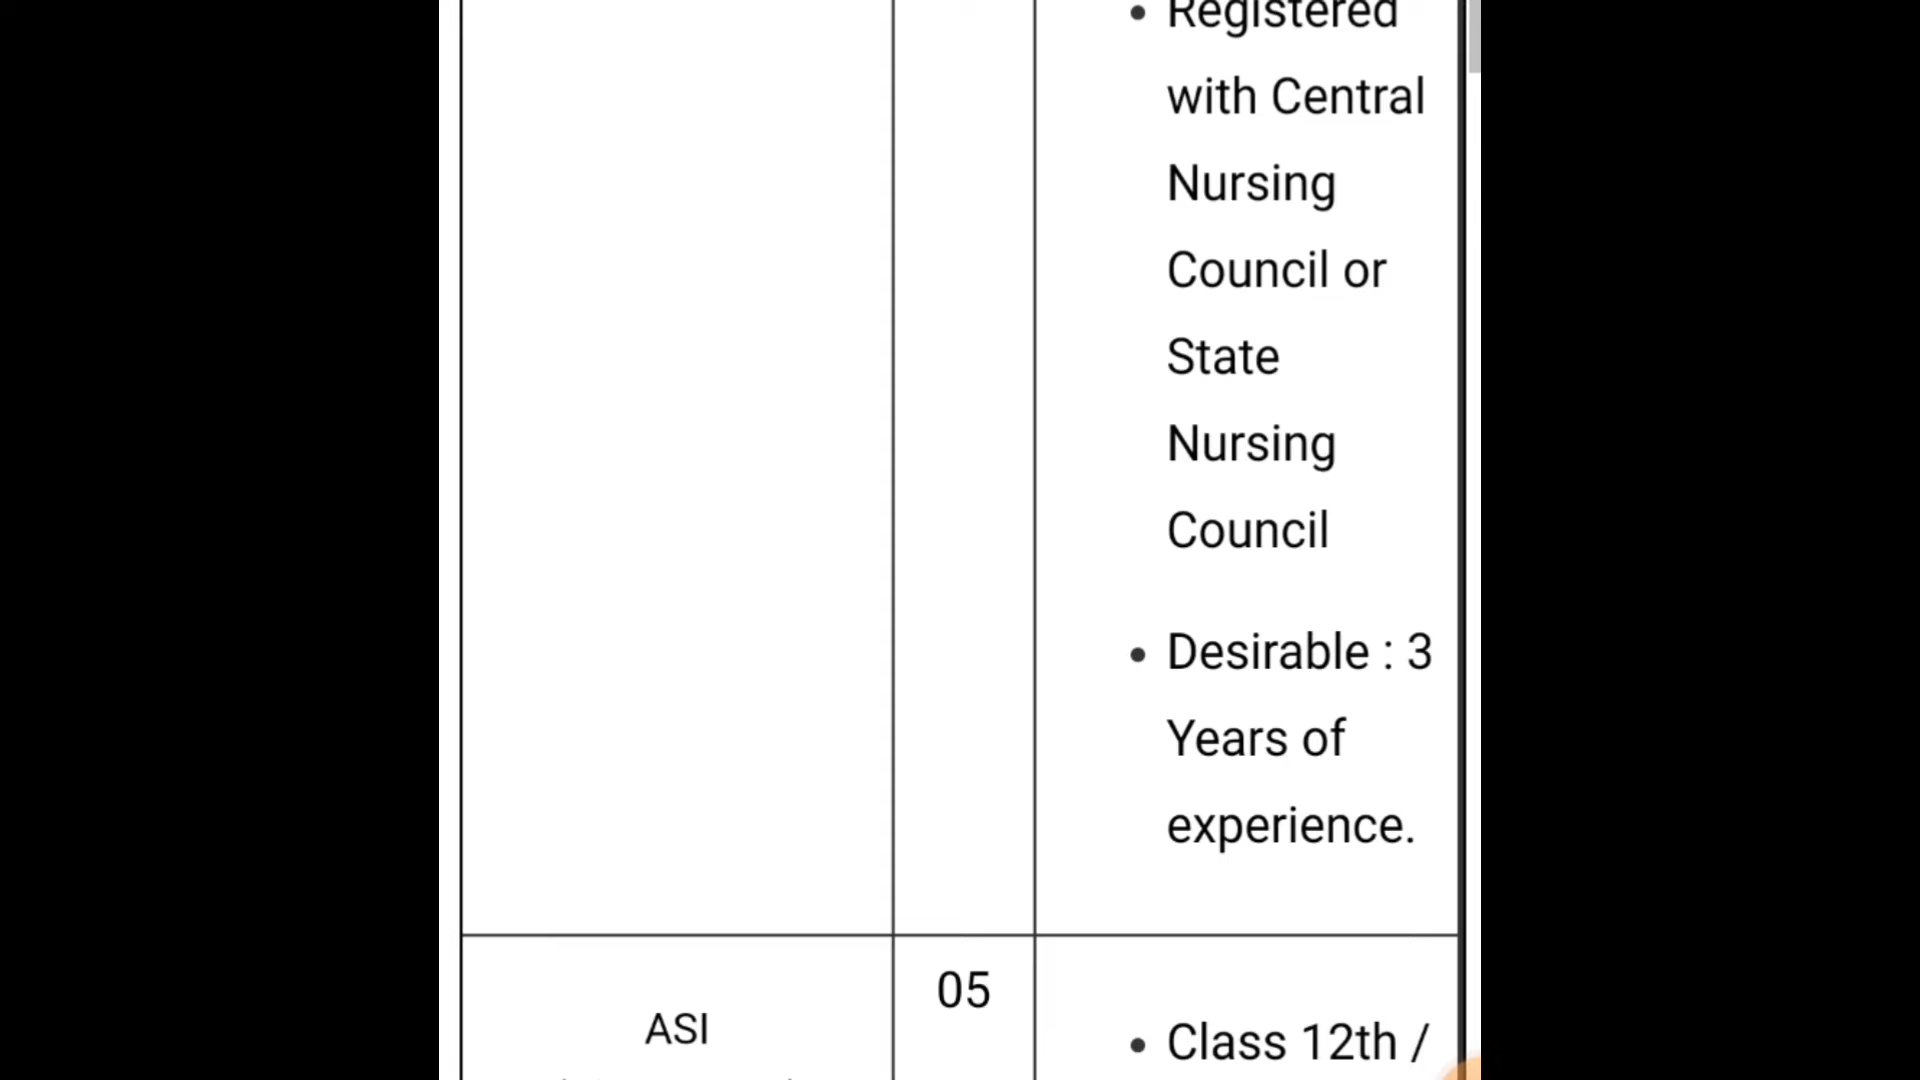 • Registered
with Central
Nursing
Council or
State
Nursing
Council
• Desirable : 3
Years of
experience.
05
ASI
• Class 12th /